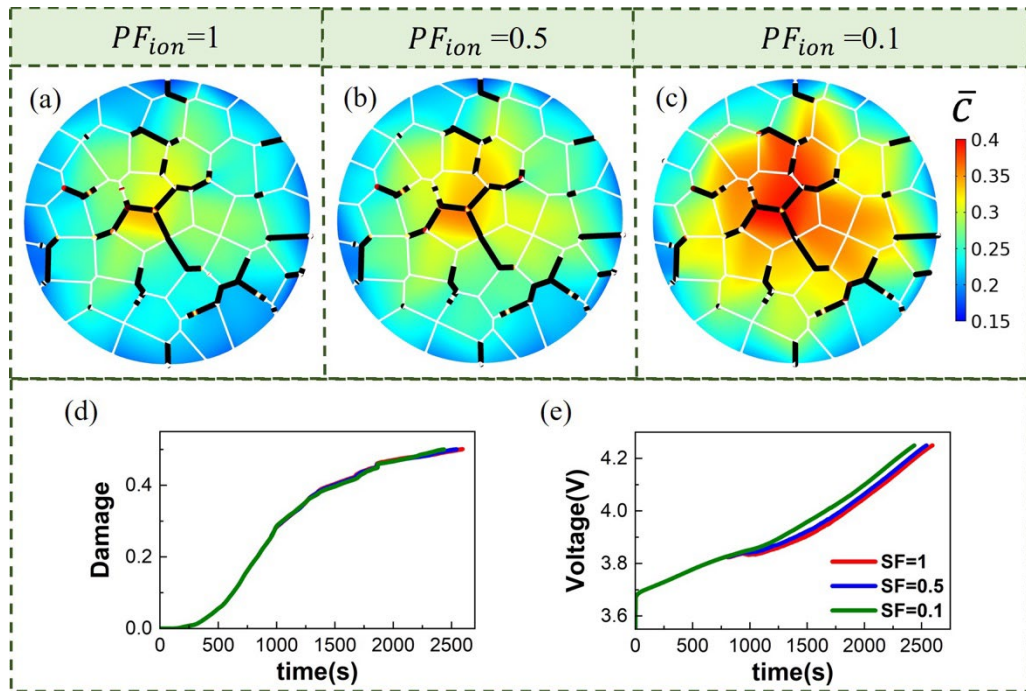 PF_ion=1
PF_ion =0.5
PF_ion =0.1
(a)
(b)
(c)
C̄
0.4
0.35
0.3
0.25
0.2
0.15
(d)
(e)
Damage
0.4
0.2
0.0
0 500 1000 1500 2000 2500
time(s)
Voltage(V)
4.2
4.0
3.8
3.6
SF=1
SF=0.5
SF=0.1
0 500 1000 1500 2000 2500
time(s)